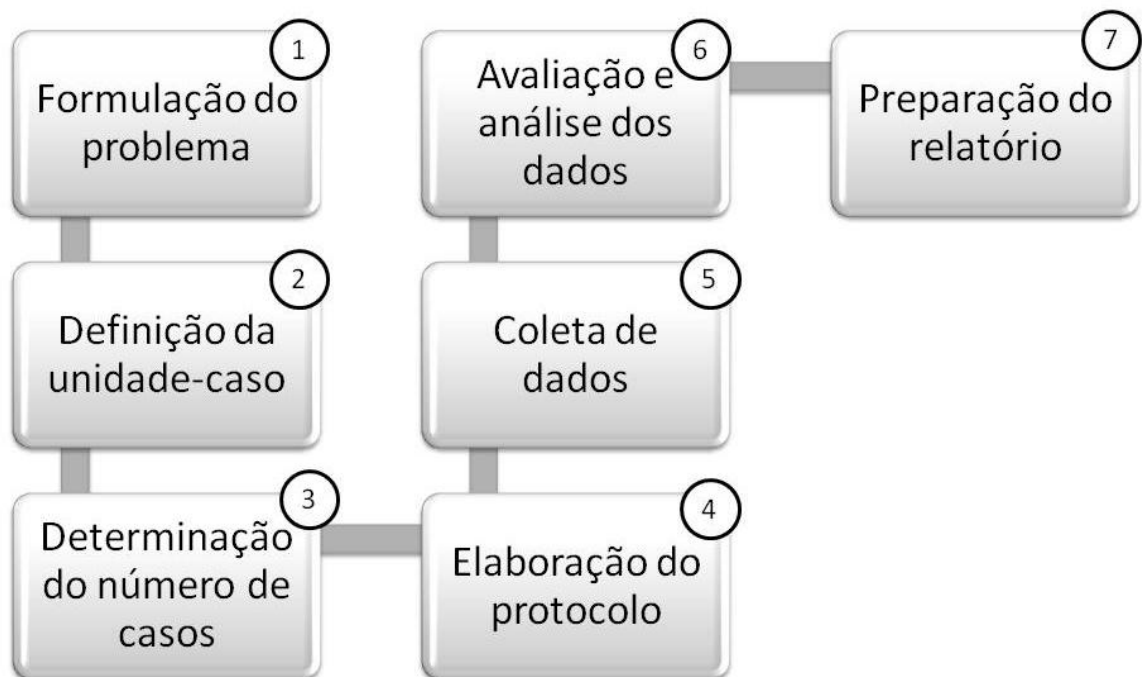 1
Formulação do
problema
2
Definição da
unidade-caso
3
Determinação
do número de
casos
4
Elaboração do
protocolo
5
Coleta de
dados
6
Avaliação e
análise dos
dados
7
Preparação do
relatório